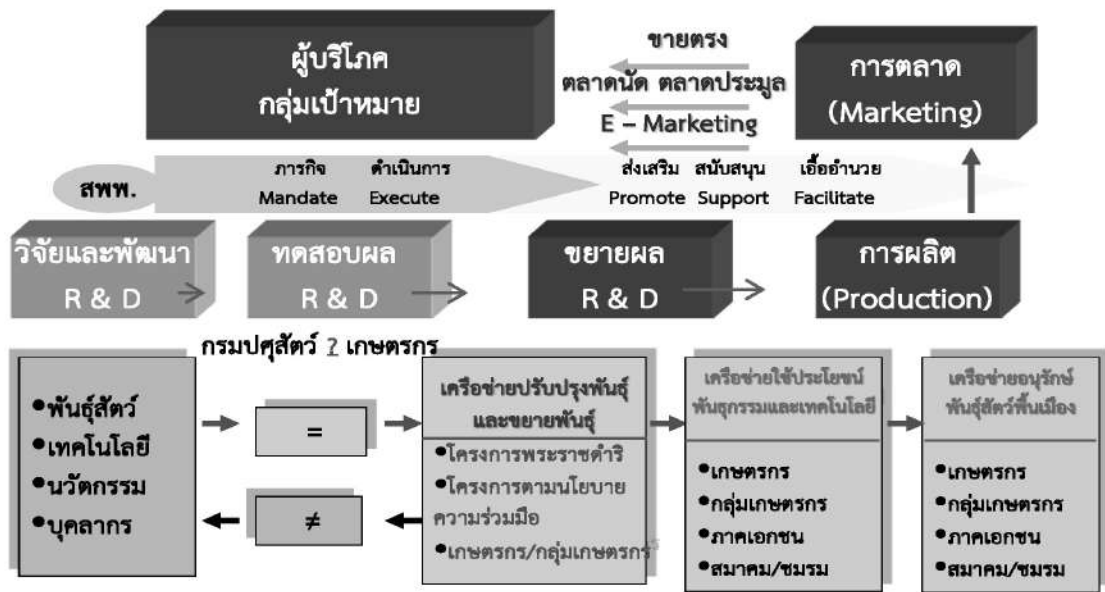 ผู้บริโภค
กลุ่มเป้าหมาย
ขายตรง
ตลาดนัด ตลาดประมูล
E – Marketing
การตลาด
(Marketing)
สพพ.
ภารกิจ ดำเนินการ
Mandate Execute
ส่งเสริม สนับสนุน เอื้ออำนวย
Promote Support Facilitate
วิจัยและพัฒนา
R & D
ทดสอบผล
R & D
ขยายผล
R & D
การผลิต
(Production)
กรมปศุสัตว์ ? เกษตรกร
•พันธุ์สัตว์
•เทคโนโลยี
•นวัตกรรม
•บุคลากร
=
≠
เครือข่ายปรับปรุงพันธุ์
และขยายพันธุ์
•โครงการพระราชดำริ
•โครงการตามนโยบาย
ความร่วมมือ
•เกษตรกร/กลุ่มเกษตรกร
เครือข่ายใช้ประโยชน์
พันธุกรรมและเทคโนโลยี
•เกษตรกร
•กลุ่มเกษตรกร
•ภาคเอกชน
•สมาคม/ชมรม
เครือข่ายอนุรักษ์
พันธุ์สัตว์พื้นเมือง
•เกษตรกร
•กลุ่มเกษตรกร
•ภาคเอกชน
•สมาคม/ชมรม